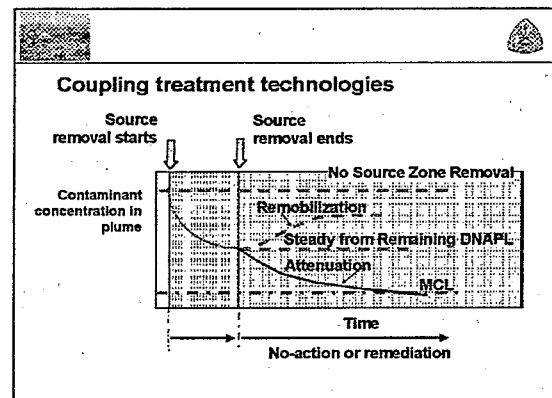 Coupling treatment technologies
Source
removal starts
Source
removal ends
No Source Zone Removal
Contaminant
concentration in
plume
Remobilization
Steady from Remaining DNAPL
Attenuation
MCL
Time
No-action or remediation